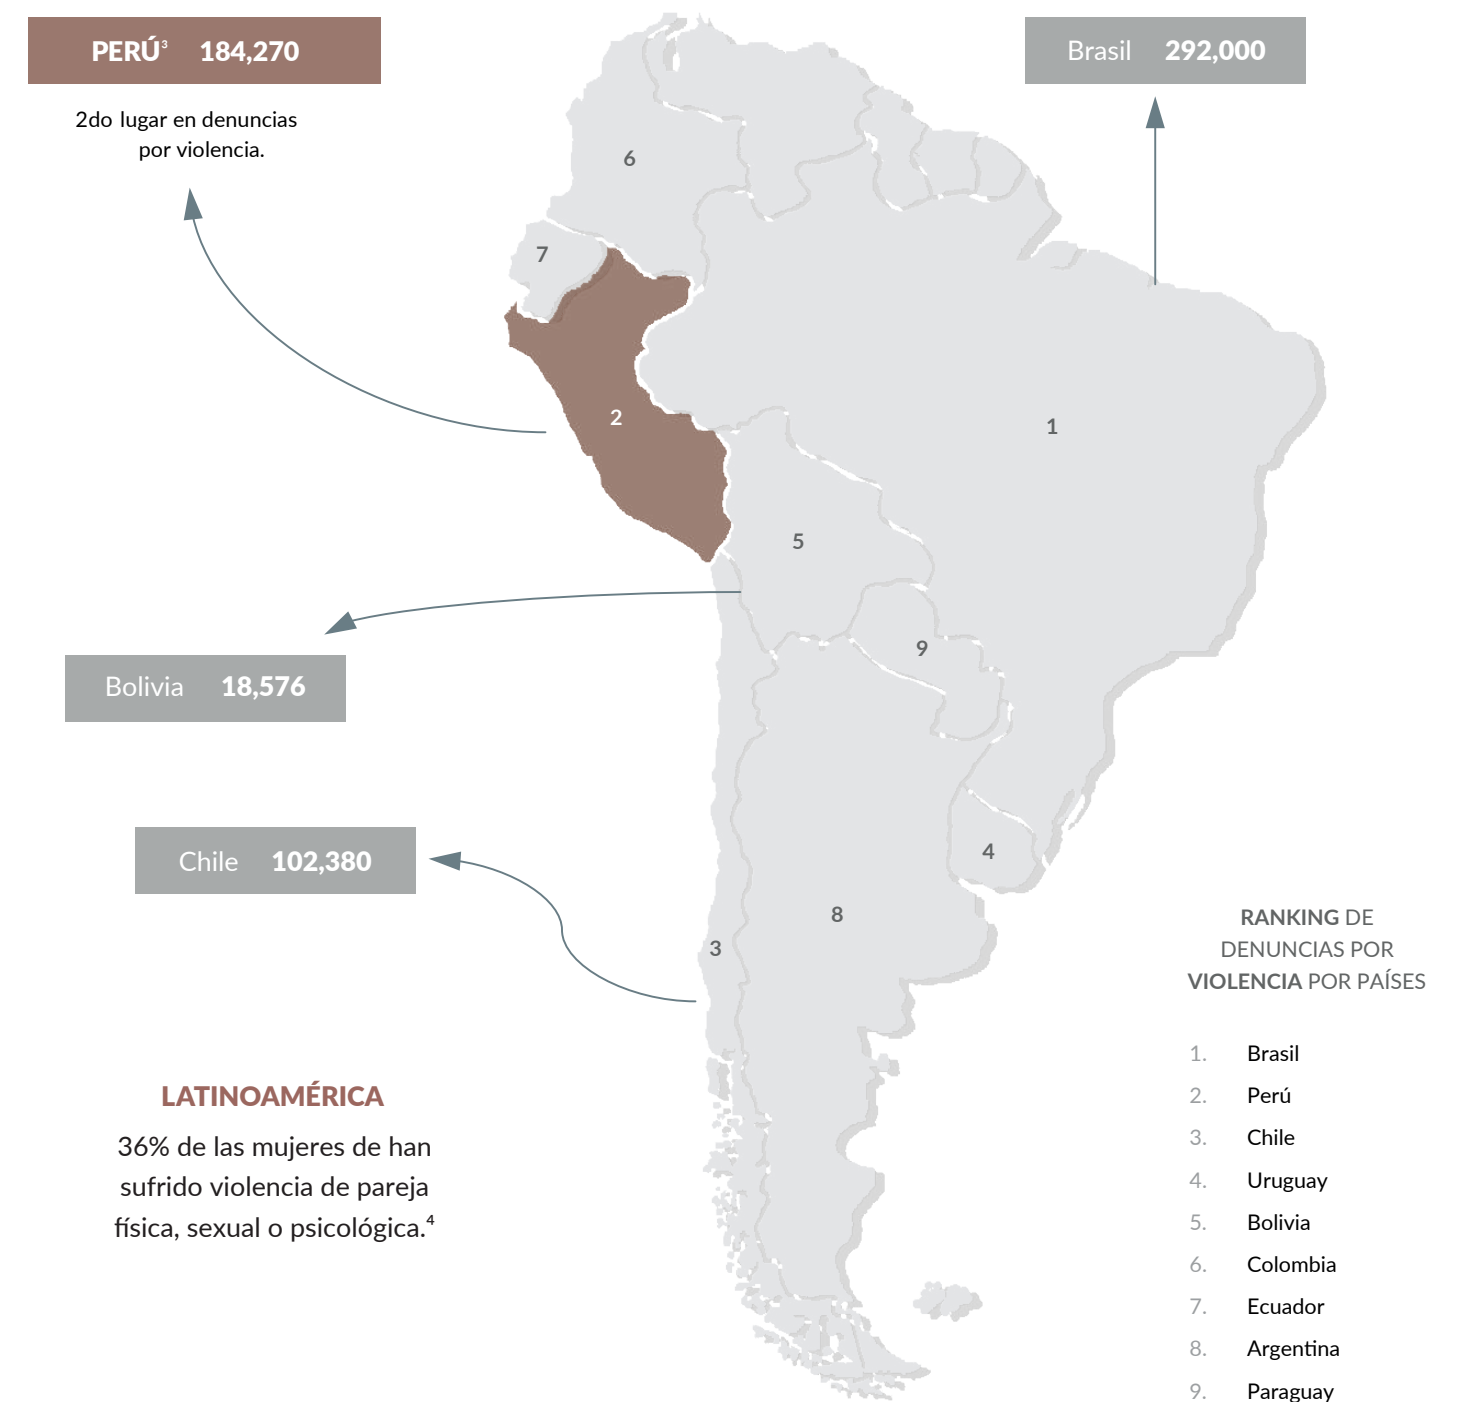 PERÚ³ 184,270
2do lugar en denuncias
por violencia.
Brasil 292,000
6
7
2
1
5
9
Bolivia 18,576
Chile 102,380
4
8
3
LATINOAMÉRICA
36% de las mujeres de han
sufrido violencia de pareja
física, sexual o psicológica.⁴
RANKING DE
DENUNCIAS POR
VIOLENCIA POR PAÍSES
1. Brasil
2. Perú
3. Chile
4. Uruguay
5. Bolivia
6. Colombia
7. Ecuador
8. Argentina
9. Paraguay